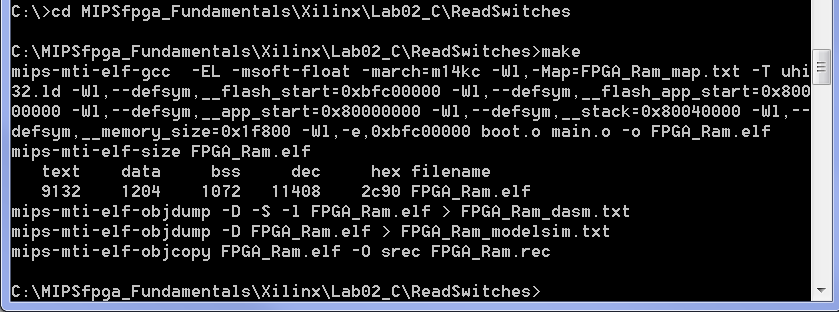 C:\>cd MIPSfpga_Fundamentals\Xilinx\Lab02_C\ReadSwitches
C:\MIPSfpga_Fundamentals\Xilinx\Lab02_C\ReadSwitches>make
mips-mti-elf-gcc  -EL -msoft-float -march=m14kc -Wl,-Map=FPGA_Ram_map.txt -T uhi
32.ld -Wl,--defsym,__flash_start=0xbfc00000 -Wl,--defsym,__flash_app_start=0x800
00000 -Wl,--defsym,__app_start=0x80000000 -Wl,--defsym,__stack=0x80040000 -Wl,--
defsym,__memory_size=0x1f800 -Wl,-e,0xbfc00000 boot.o main.o -o FPGA_Ram.elf
mips-mti-elf-size FPGA_Ram.elf
   text    data     bss     dec     hex filename
   9132    1204    1072   11408    2c90 FPGA_Ram.elf
mips-mti-elf-objdump -D -S -l FPGA_Ram.elf > FPGA_Ram_dasm.txt
mips-mti-elf-objdump -D FPGA_Ram.elf > FPGA_Ram_modelsim.txt
mips-mti-elf-objcopy FPGA_Ram.elf -O srec FPGA_Ram.rec
C:\MIPSfpga_Fundamentals\Xilinx\Lab02_C\ReadSwitches>